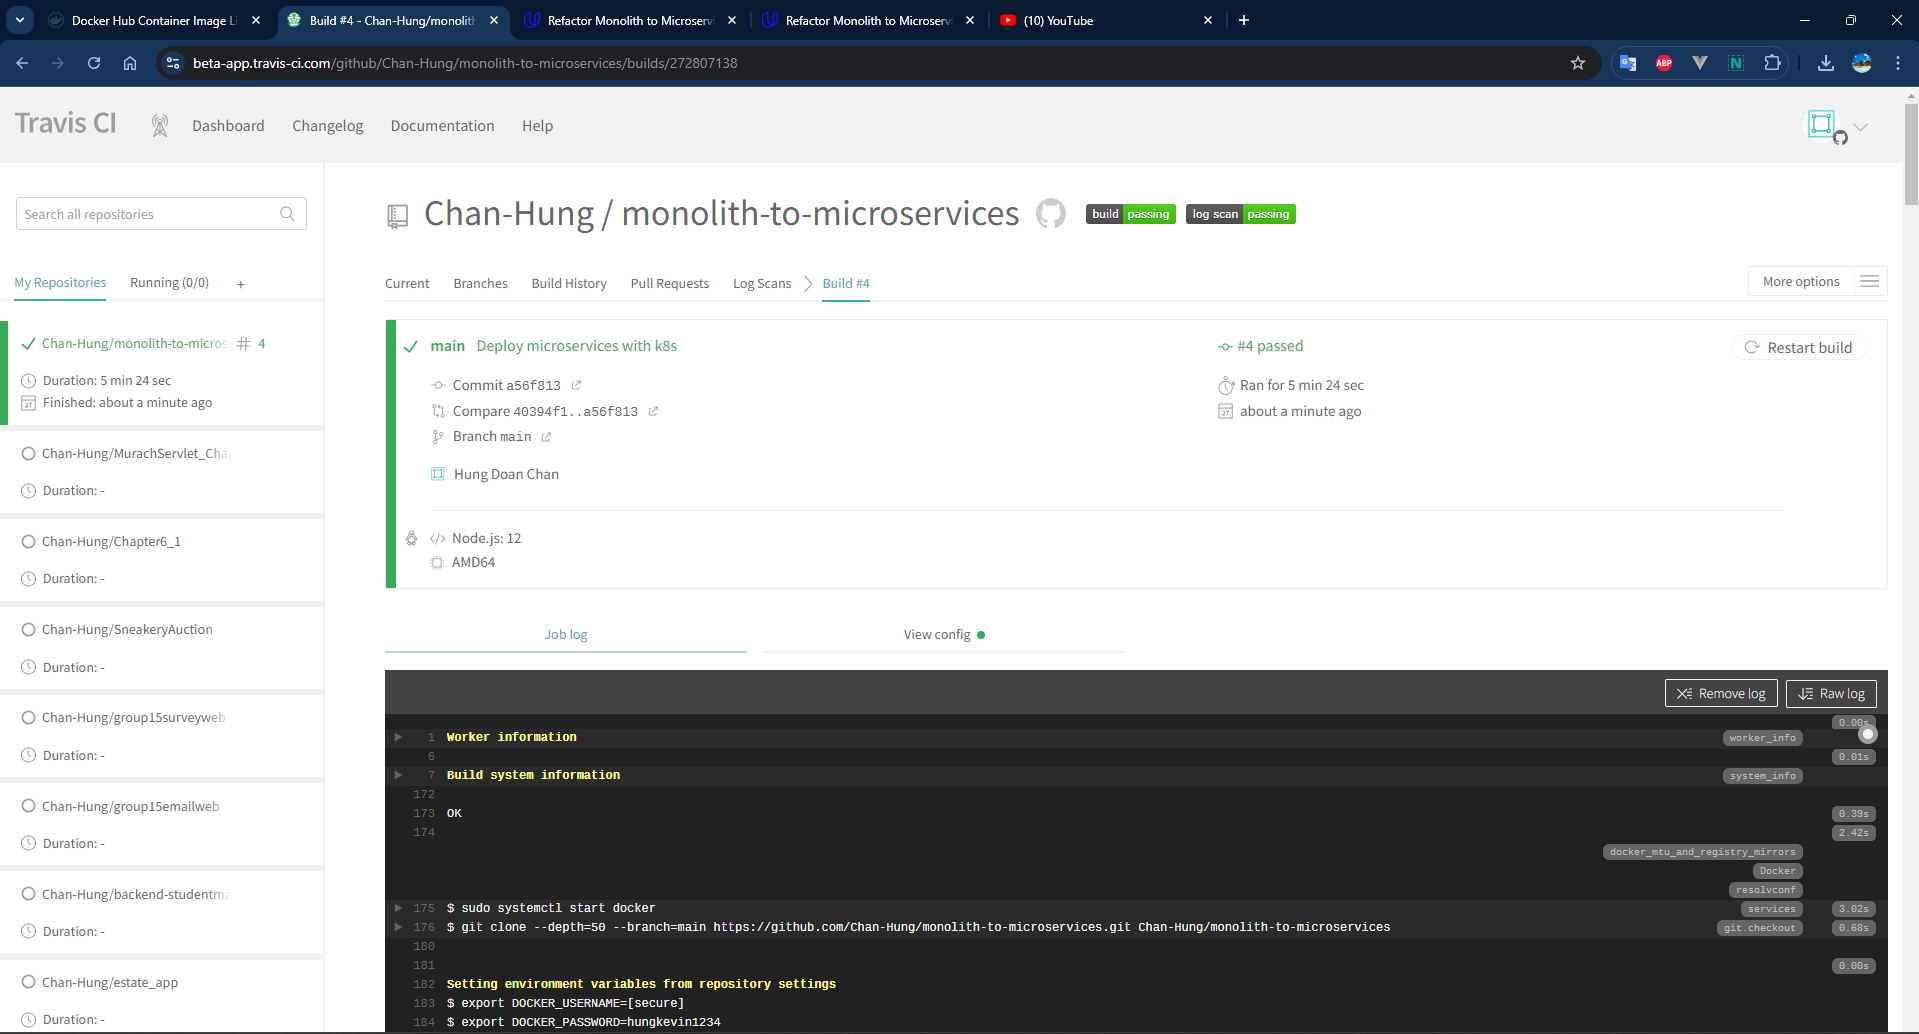 Docker Hub Container Image Li
Build #4 - Chan-Hung/monolith
Refactor Monolith to Microserv
Refactor Monolith to Microserv
(10) YouTube
beta-app.travis-ci.com/github/Chan-Hung/monolith-to-microservices/builds/272807138
ABP
N
Travis CI
Dashboard
Changelog
Documentation
Help
Search all repositories
My Repositories
Running (0/0)
+
Chan-Hung/monolith-to-micros # 4
Duration: 5 min 24 sec
Finished: about a minute ago
Chan-Hung/MurachServlet_Cha
Duration: -
Chan-Hung/Chapter6_1
Duration: -
Chan-Hung/SneakeryAuction
Duration: -
Chan-Hung/group15surveyweb
Duration: -
Chan-Hung/group15emailweb
Duration: -
Chan-Hung/backend-studentma
Duration: -
Chan-Hung/estate_app
Duration: -
Chan-Hung / monolith-to-microservices
build passing
log scan passing
Current
Branches
Build History
Pull Requests
Log Scans
Build #4
More options
main Deploy microservices with k8s
Commit a56f813
Compare 40394f1..a56f813
Branch main
Hung Doan Chan
#4 passed
Ran for 5 min 24 sec
27 about a minute ago
Restart build
</> Node.js: 12
AMD64
Job log
View config
Remove log
Raw log
0.00s
1 Worker information worker_info
6 0.01s
7 Build system information system_info
172
173 OK 0.39s
174 2.42s
docker_mtu_and_registry_mirrors
Docker
resolvconf
175 $ sudo systemctl start docker services 3.02s
176 $ git clone --depth=50 --branch=main https://github.com/Chan-Hung/monolith-to-microservices.git Chan-Hung/monolith-to-microservices git.checkout 0.68s
180
181 0.00s
182 Setting environment variables from repository settings
183 $ export DOCKER_USERNAME=[secure]
184 $ export DOCKER_PASSWORD=hungkevin1234